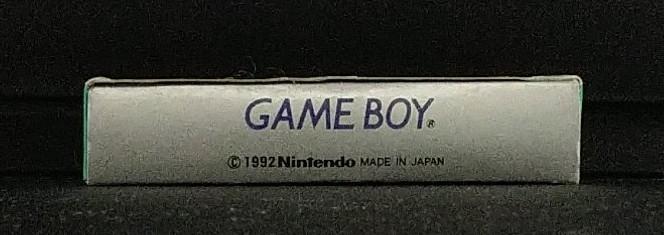 GAME BOY®
© 1992 Nintendo MADE IN JAPAN